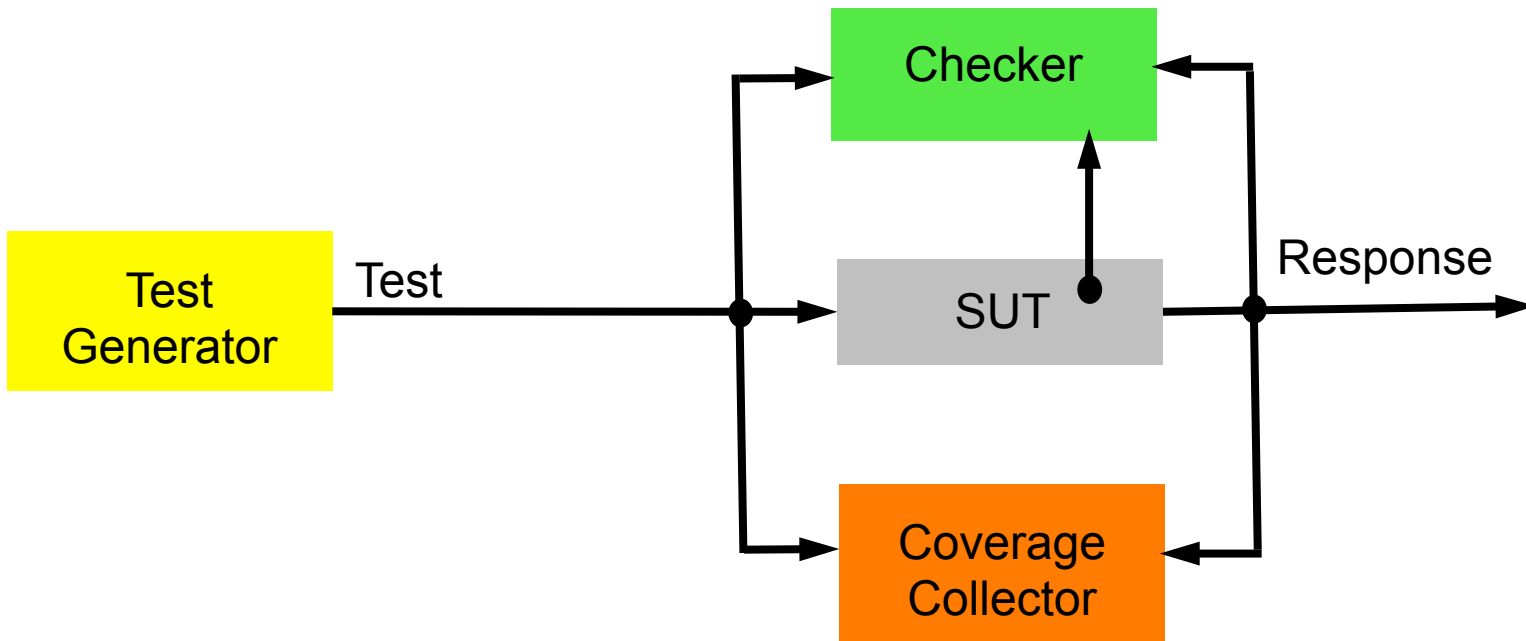 Checker
Test
Generator
Test
SUT
Response
Coverage
Collector